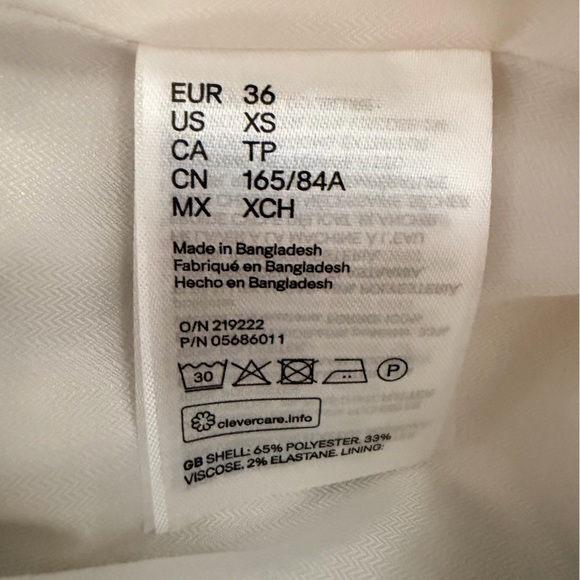 EUR 36
US XS
CA TP
CN 165/84A
MX XCH
Made in Bangladesh
Fabriqué en Bangladesh
Hecho en Bangladesh
O/N 219222
P/N 05686011
30 P
clevercare.info
GB SHELL: 65% POLYESTER. 33%
VISCOSE. 2% ELASTANE. LINING: